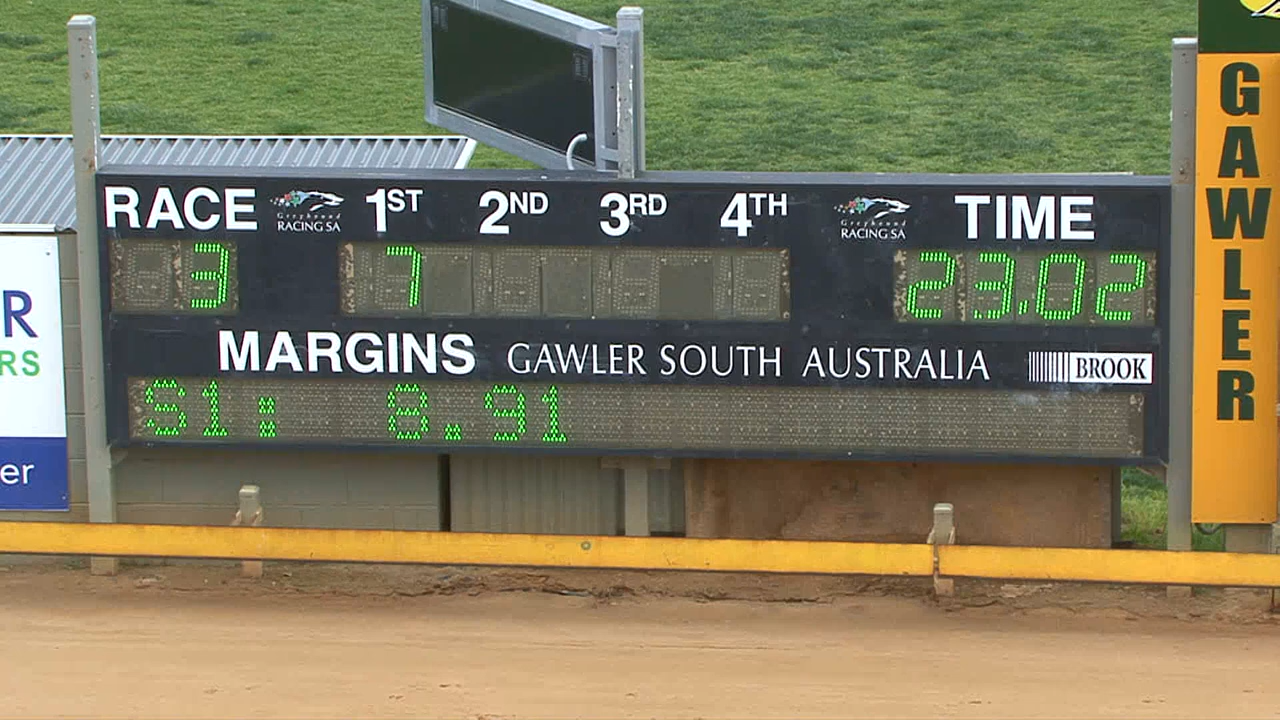 RACE Greyhound RACING SA 1ST 2ND 3RD 4TH Greyhound RACING SA TIME
3 7 23.02
MARGINS GAWLER SOUTH AUSTRALIA BROOK
S1: 8.91
GAWLER
R
RS
er